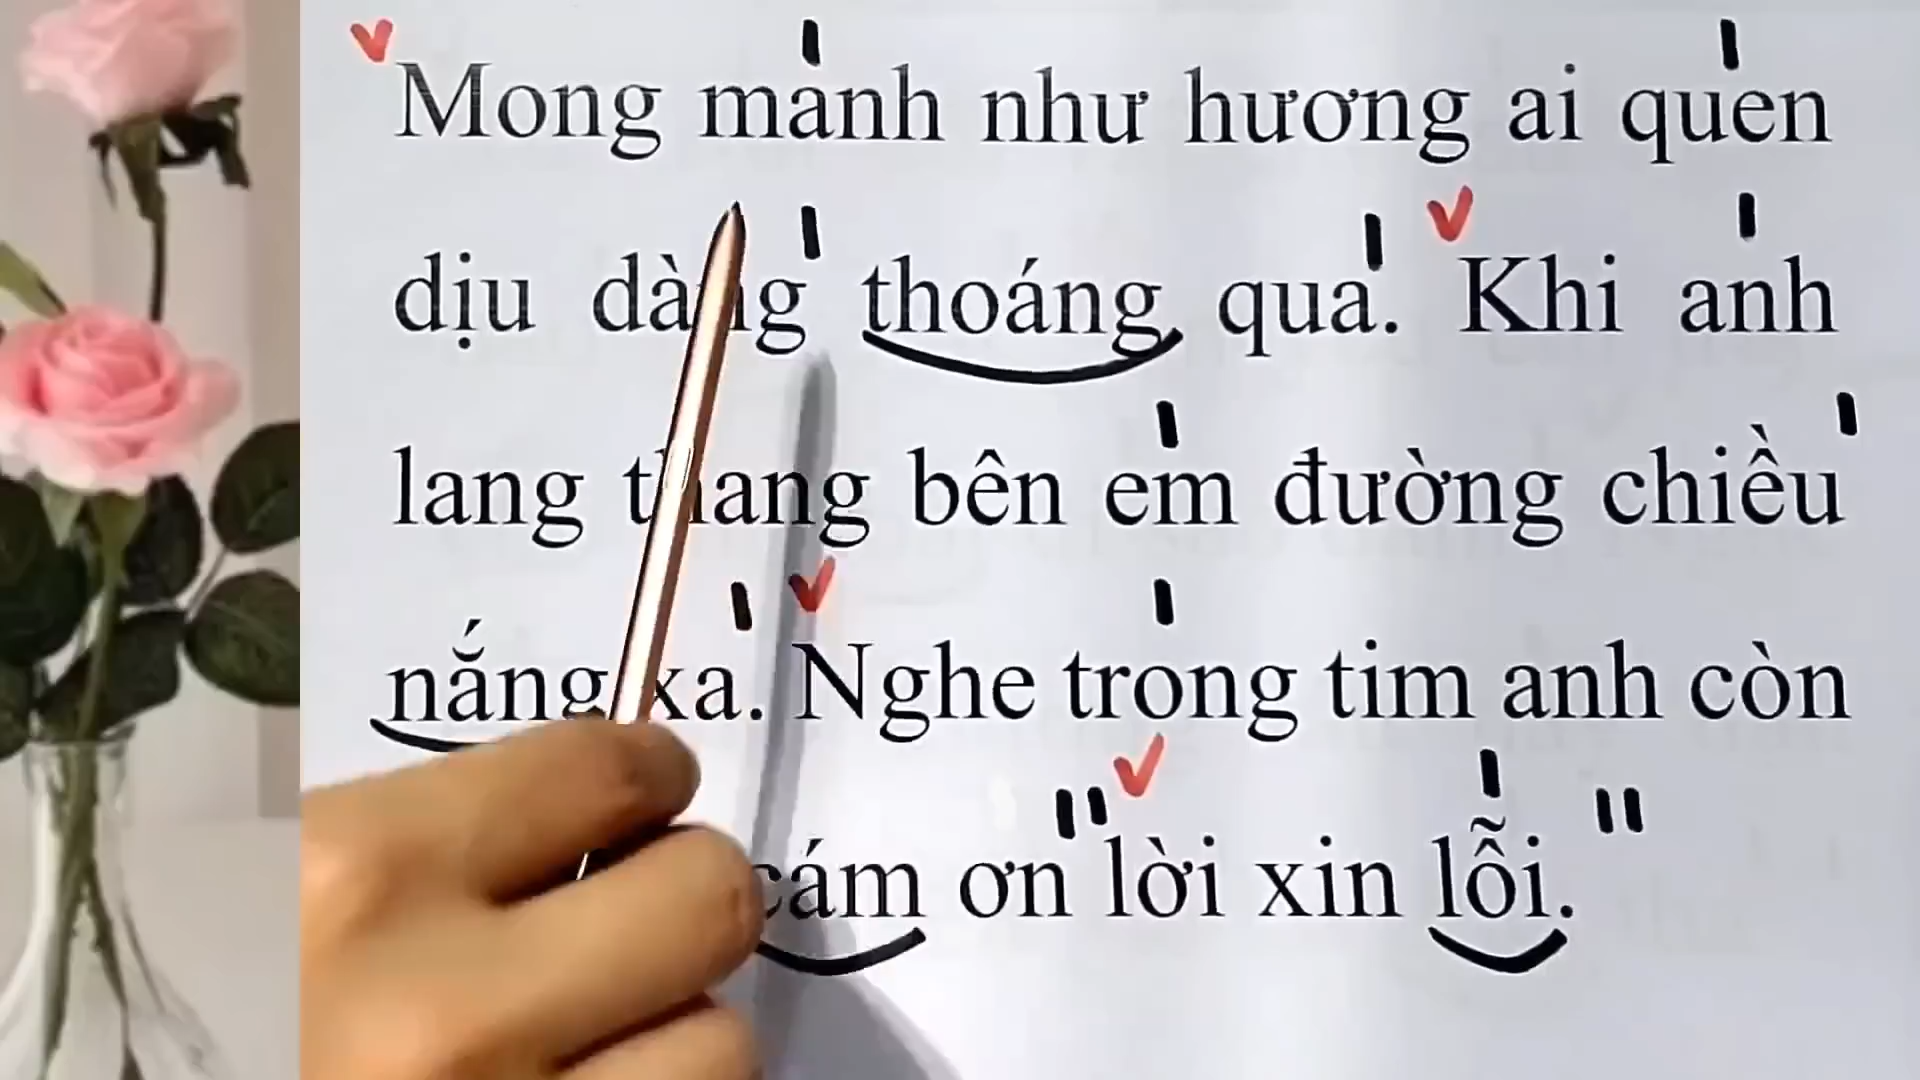 Mong manh như hương ai quen
dịu dàng thoáng qua. Khi anh
lang thang bên em đường chiều
nắng xa. Nghe trong tim anh còn
cám ơn lời xin lỗi.